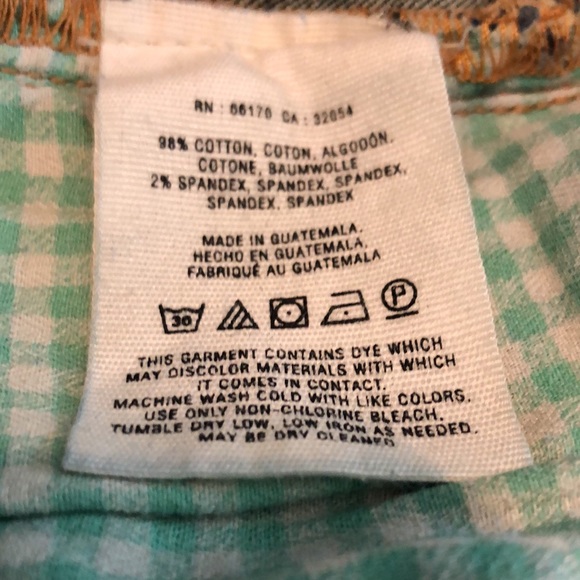 RN : 66170 CA : 32054
98% COTTON, COTON, ALGODÓN,
COTONE, BAUMWOLLE
2% SPANDEX, SPANDEX, SPANDEX,
SPANDEX, SPANDEX
MADE IN GUATEMALA.
HECHO EN GUATEMALA.
FABRIQUÉ AU GUATEMALA
30 P
THIS GARMENT CONTAINS DYE WHICH
MAY DISCOLOR MATERIALS WITH WHICH
IT COMES IN CONTACT.
MACHINE WASH COLD WITH LIKE COLORS.
USE ONLY NON-CHLORINE BLEACH.
TUMBLE DRY LOW, LOW IRON AS NEEDED.
MAY BE DRY CLEANED